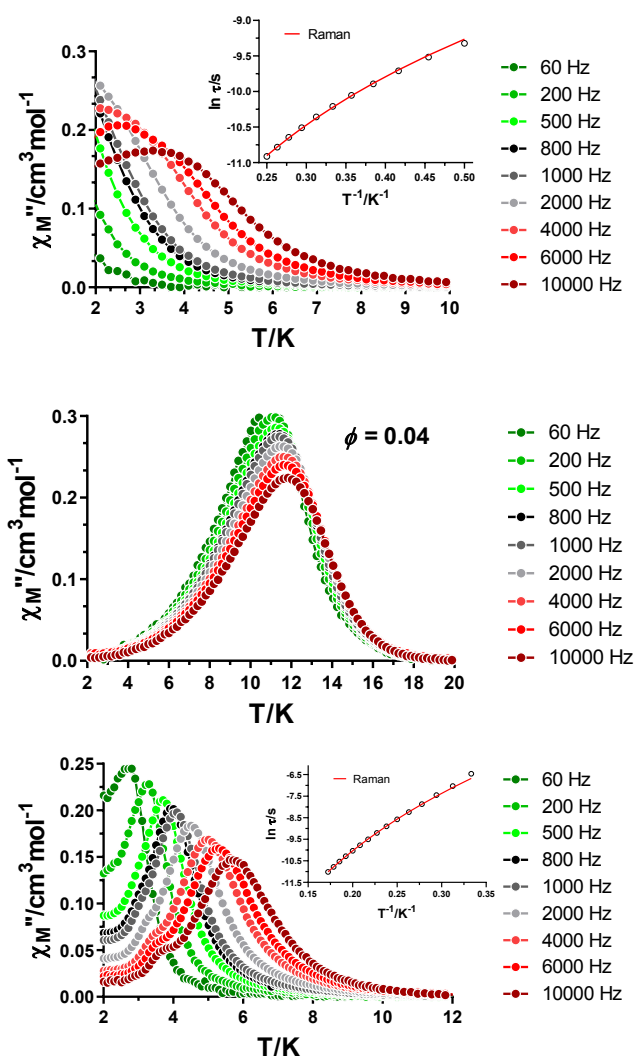 -9.0
-9.5
-10.0
-10.5
-11.0
ln τ/s
Raman
0.25 0.30 0.35 0.40 0.45 0.50
T⁻¹/K⁻¹
0.3
0.2
0.1
0.0
χM''/cm³mol⁻¹
2 3 4 5 6 7 8 9 10
T/K
60 Hz
200 Hz
500 Hz
800 Hz
1000 Hz
2000 Hz
4000 Hz
6000 Hz
10000 Hz
0.3
0.2
0.1
0.0
χM''/cm³mol⁻¹
ϕ = 0.04
2 4 6 8 10 12 14 16 18 20
T/K
60 Hz
200 Hz
500 Hz
800 Hz
1000 Hz
2000 Hz
4000 Hz
6000 Hz
10000 Hz
0.25
0.20
0.15
0.10
0.05
0.00
χM''/cm³mol⁻¹
-6.5
-7.5
-8.5
-9.5
-10.5
-11.5
ln τ/s
Raman
0.15 0.20 0.25 0.30 0.35
T⁻¹/K⁻¹
2 4 6 8 10 12
T/K
60 Hz
200 Hz
500 Hz
800 Hz
1000 Hz
2000 Hz
4000 Hz
6000 Hz
10000 Hz